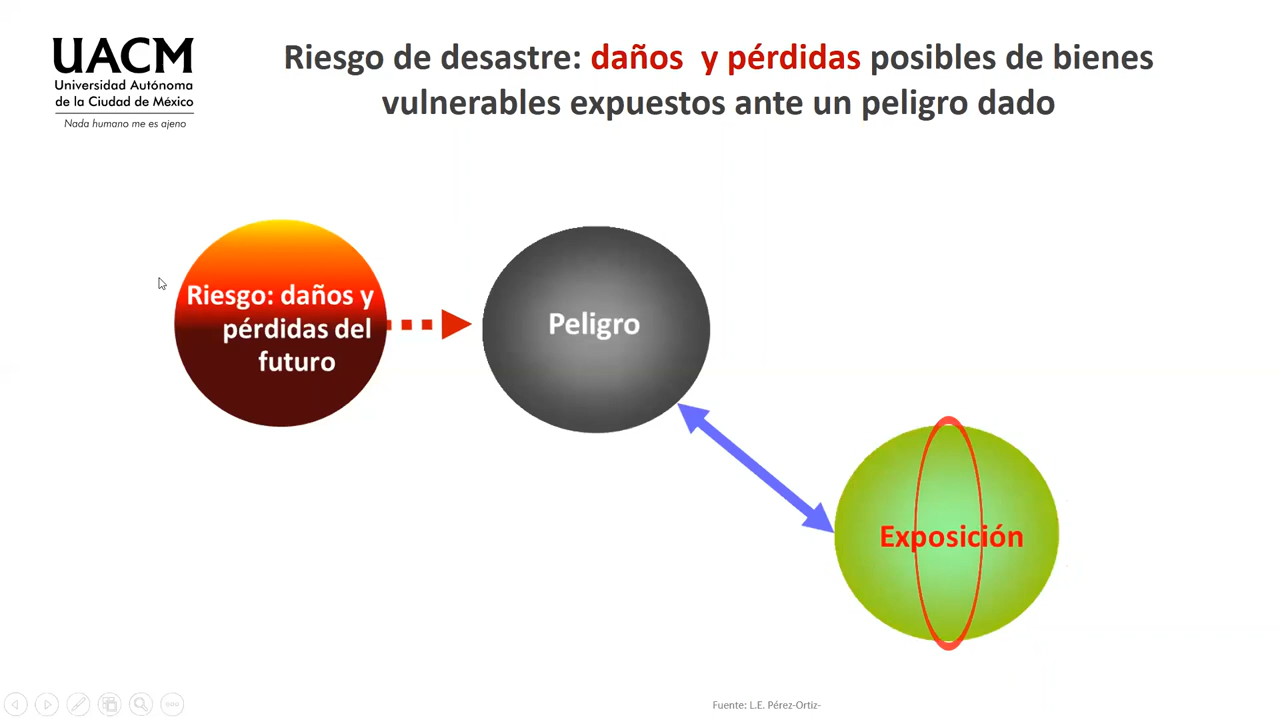 UACM
Universidad Autónoma
de la Ciudad de México
Nada humano me es ajeno
Riesgo de desastre: daños y pérdidas posibles de bienes
vulnerables expuestos ante un peligro dado
Riesgo: daños y
pérdidas del
futuro
Peligro
Exposición
Fuente: L.E. Pérez-Ortiz-